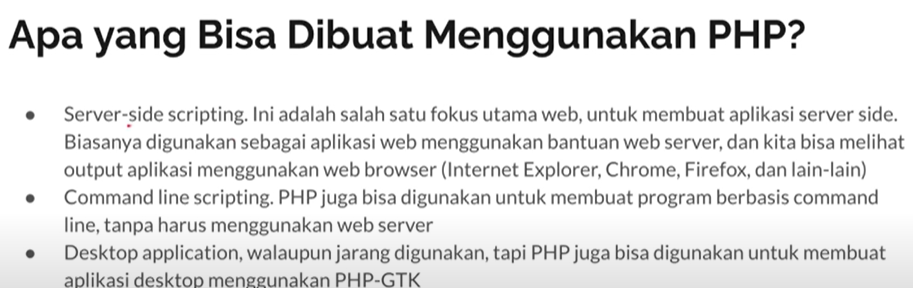 Apa yang Bisa Dibuat Menggunakan PHP?
● Server-side scripting. Ini adalah salah satu fokus utama web, untuk membuat aplikasi server side.
Biasanya digunakan sebagai aplikasi web menggunakan bantuan web server, dan kita bisa melihat
output aplikasi menggunakan web browser (Internet Explorer, Chrome, Firefox, dan lain-lain)
● Command line scripting. PHP juga bisa digunakan untuk membuat program berbasis command
line, tanpa harus menggunakan web server
● Desktop application, walaupun jarang digunakan, tapi PHP juga bisa digunakan untuk membuat
aplikasi desktop menggunakan PHP-GTK